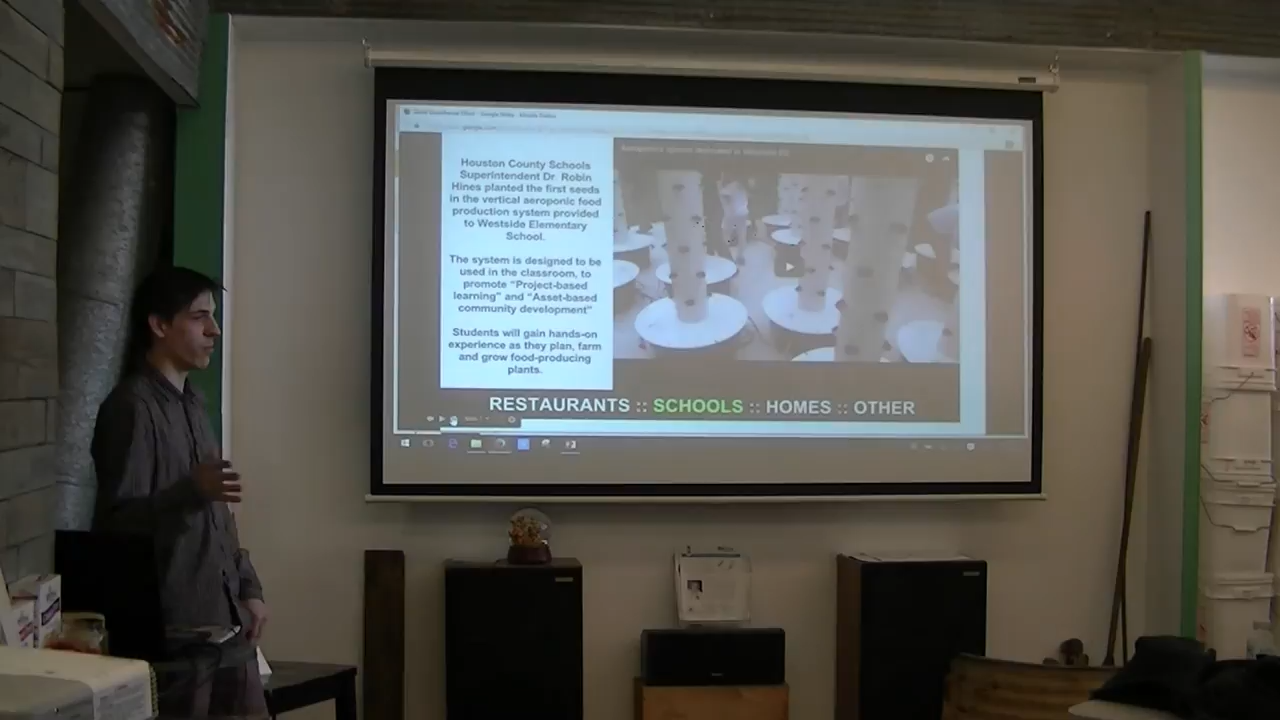 Houston County Schools
Superintendent Dr. Robin
Hines planted the first seeds
in the vertical aeroponic food
production system provided
to Westside Elementary
School.
The system is designed to be
used in the classroom, to
promote “Project-based
learning” and “Asset-based
community development”
Students will gain hands-on
experience as they plan, farm
and grow food-producing
plants.
RESTAURANTS :: SCHOOLS :: HOMES :: OTHER